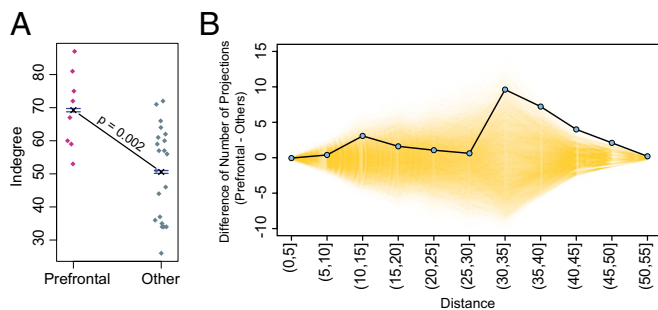 A
B
Indegree
80
70
60
50
40
30
p = 0.002
Prefrontal
Other
Difference of Number of Projections
(Prefrontal - Others)
15
10
5
0
-5
-10
(0,5]
(5,10]
(10,15]
(15,20]
(20,25]
(25,30]
(30,35]
(35,40]
(40,45]
(45,50]
(50,55]
Distance